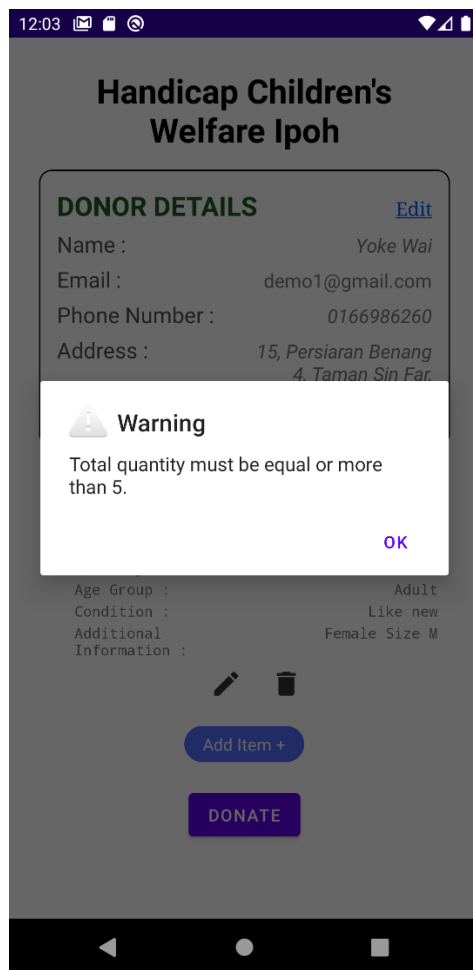 12:03
Handicap Children's
Welfare Ipoh
DONOR DETAILS Edit
Name : Yoke Wai
Email : demo1@gmail.com
Phone Number : 0166986260
Address : 15, Persiaran Benang
4, Taman Sin Far,
Warning
Total quantity must be equal or more
than 5.
OK
Age Group : Adult
Condition : Like new
Additional Female Size M
Information :
Add Item +
DONATE